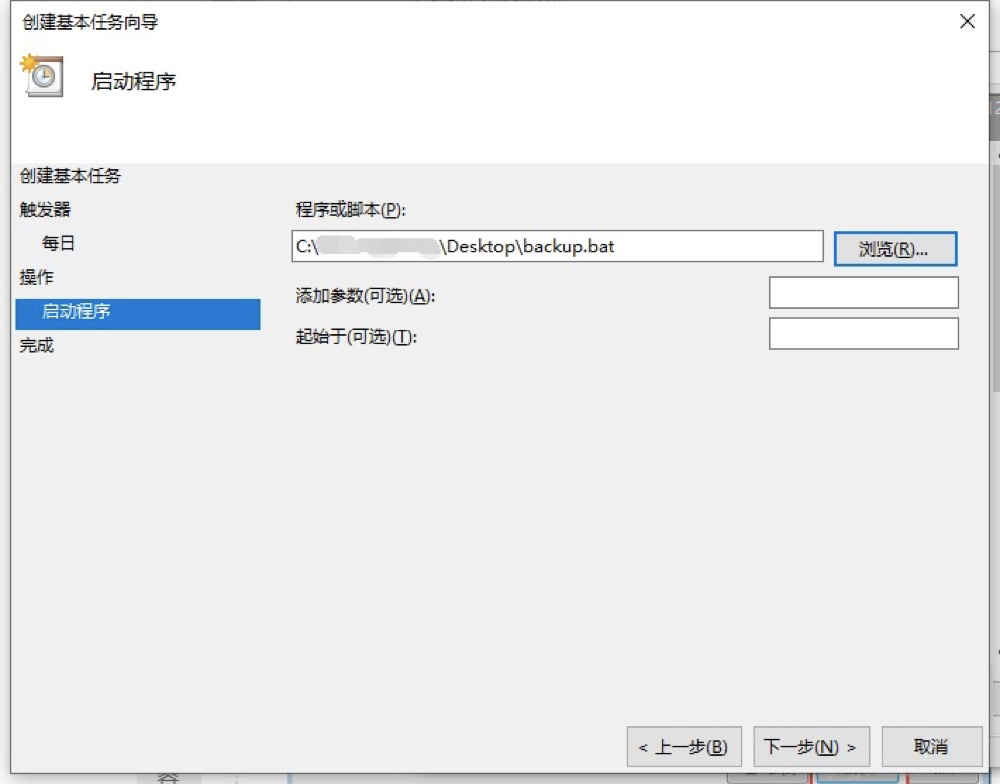 创建基本任务向导
启动程序
创建基本任务
触发器
每日
操作
启动程序
完成
程序或脚本(P):
C:\ \Desktop\backup.bat
浏览(R)...
添加参数(可选)(A):
起始于(可选)(T):
< 上一步(B)
下一步(N) >
取消